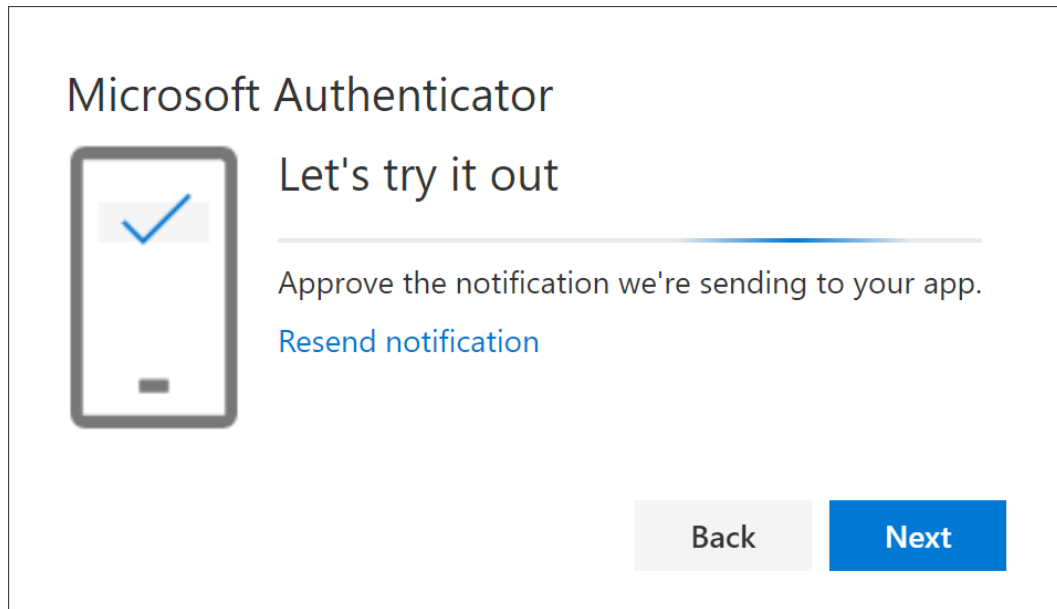 Microsoft Authenticator
Let's try it out
Approve the notification we're sending to your app.
Resend notification
Back
Next